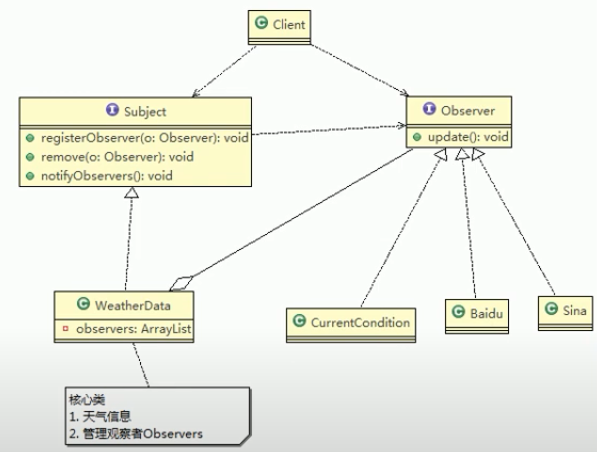 C Client
I Subject
registerObserver(o: Observer): void
remove(o: Observer): void
notifyObservers(): void
I Observer
update(): void
C WeatherData
observers: ArrayList
C CurrentCondition
C Baidu
C Sina
核心类
1. 天气信息
2. 管理观察者Observers